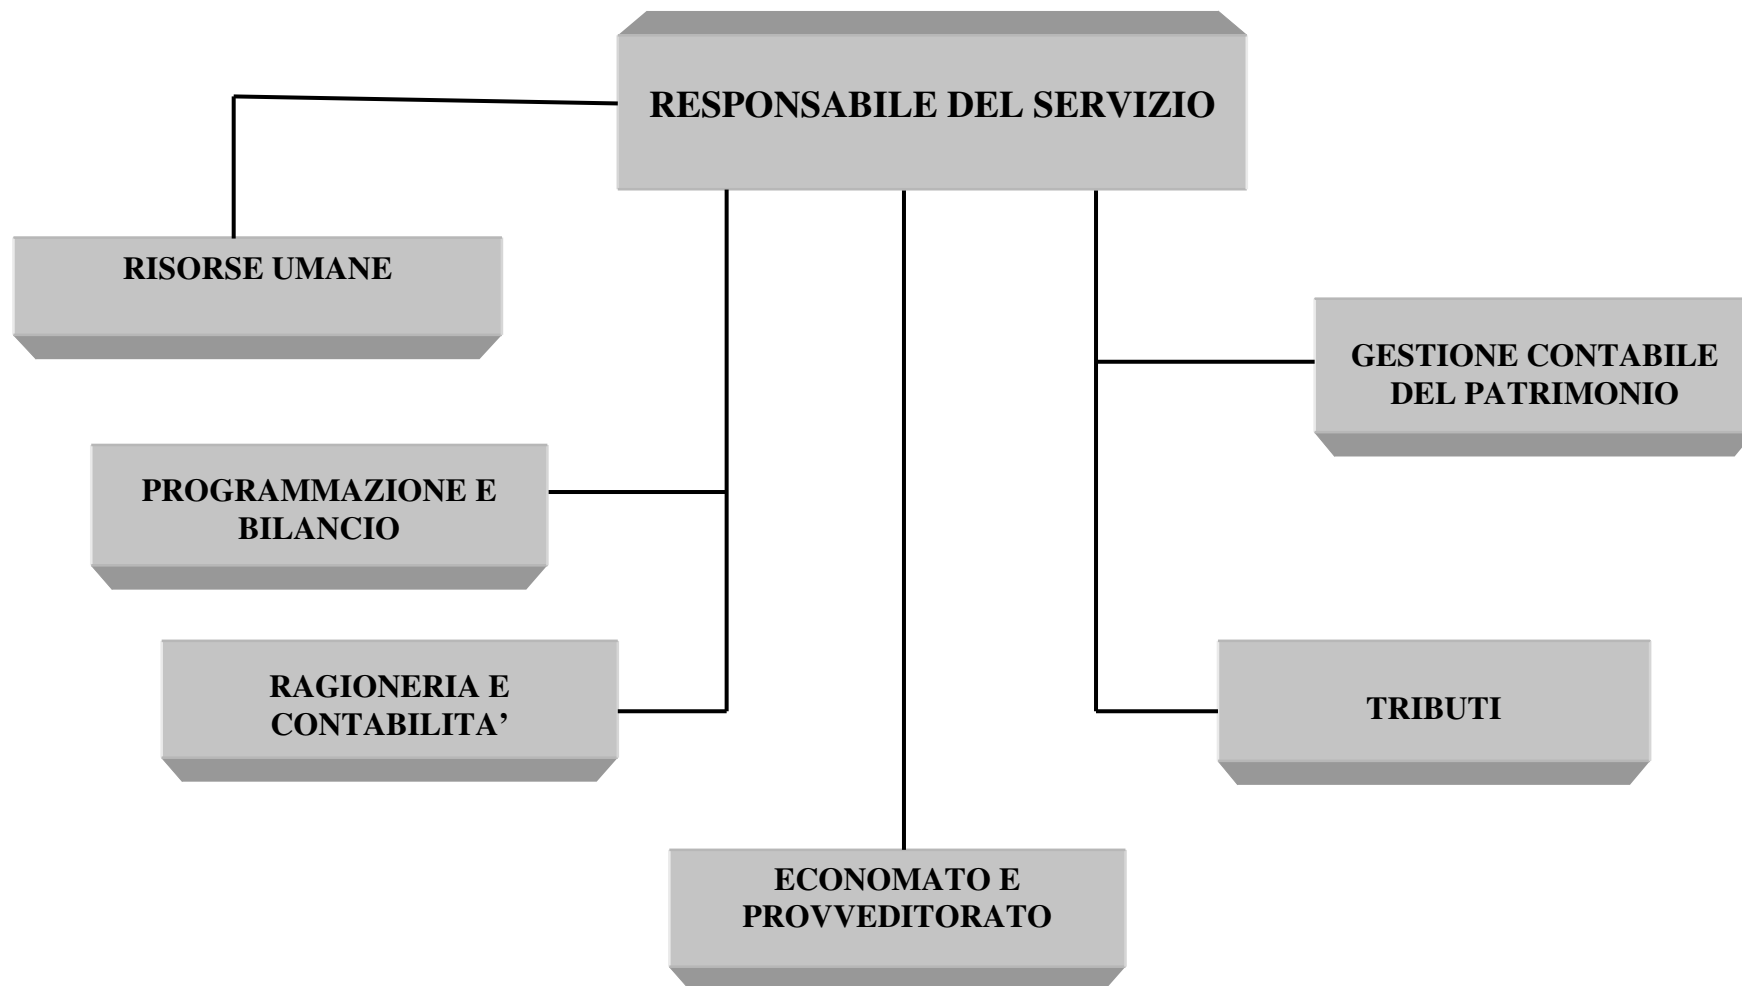 RESPONSABILE DEL SERVIZIO
RISORSE UMANE
GESTIONE CONTABILE
DEL PATRIMONIO
PROGRAMMAZIONE E
BILANCIO
RAGIONERIA E
CONTABILITA’
TRIBUTI
ECONOMATO E
PROVVEDITORATO